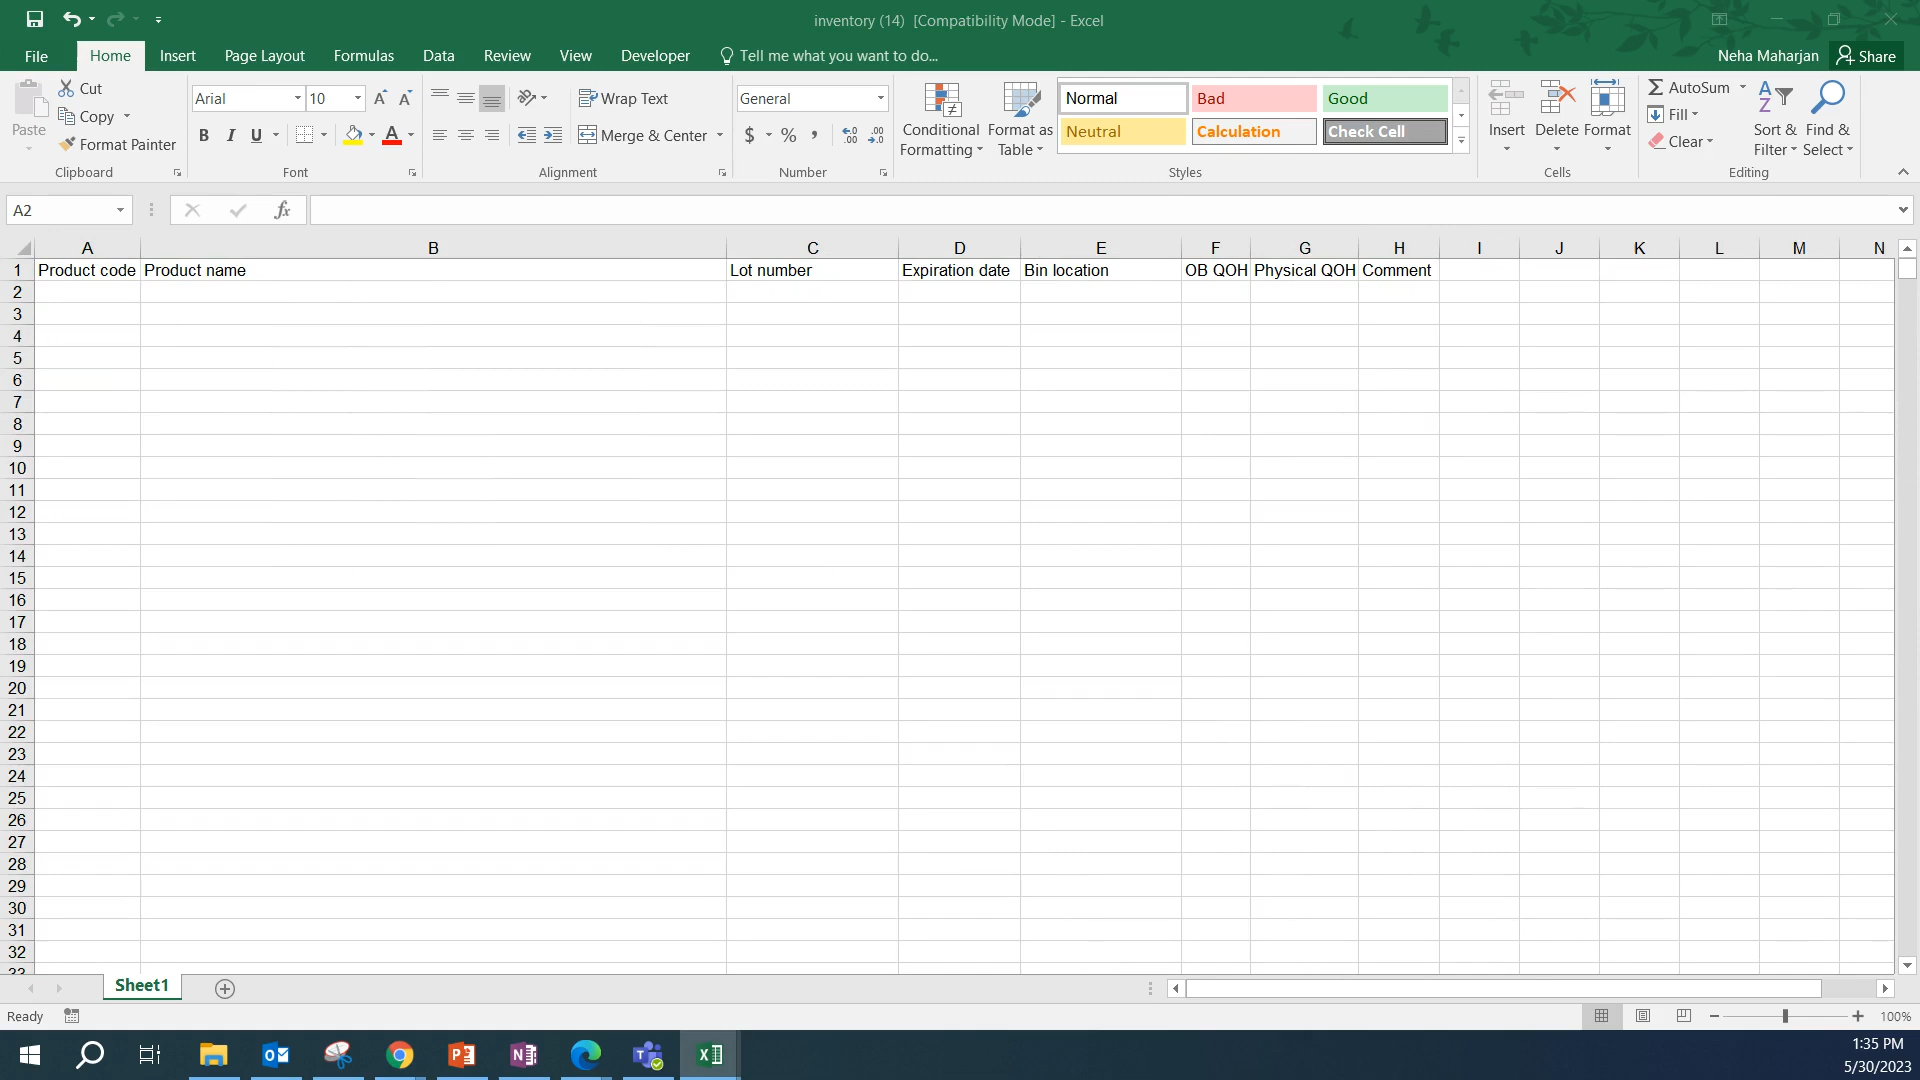 inventory (14) [Compatibility Mode] - Excel
File Home Insert Page Layout Formulas Data Review View Developer Tell me what you want to do... Neha Maharjan Share
Paste Cut Copy Format Painter
Clipboard
Arial 10
B I U A
Font
Wrap Text
Merge & Center
Alignment
General
$ % ,
Number
Conditional Formatting
Format as Table
Normal Bad Good
Neutral Calculation Check Cell
Styles
Insert Delete Format
Cells
AutoSum
Fill
Clear
Sort & Filter
Find & Select
Editing
A2 fx
A B C D E F G H I J K L M N
1 Product code Product name Lot number Expiration date Bin location OB QOH Physical QOH Comment
2
3
4
5
6
7
8
9
10
11
12
13
14
15
16
17
18
19
20
21
22
23
24
25
26
27
28
29
30
31
32
33
Sheet1
Ready 100%
1:35 PM
5/30/2023